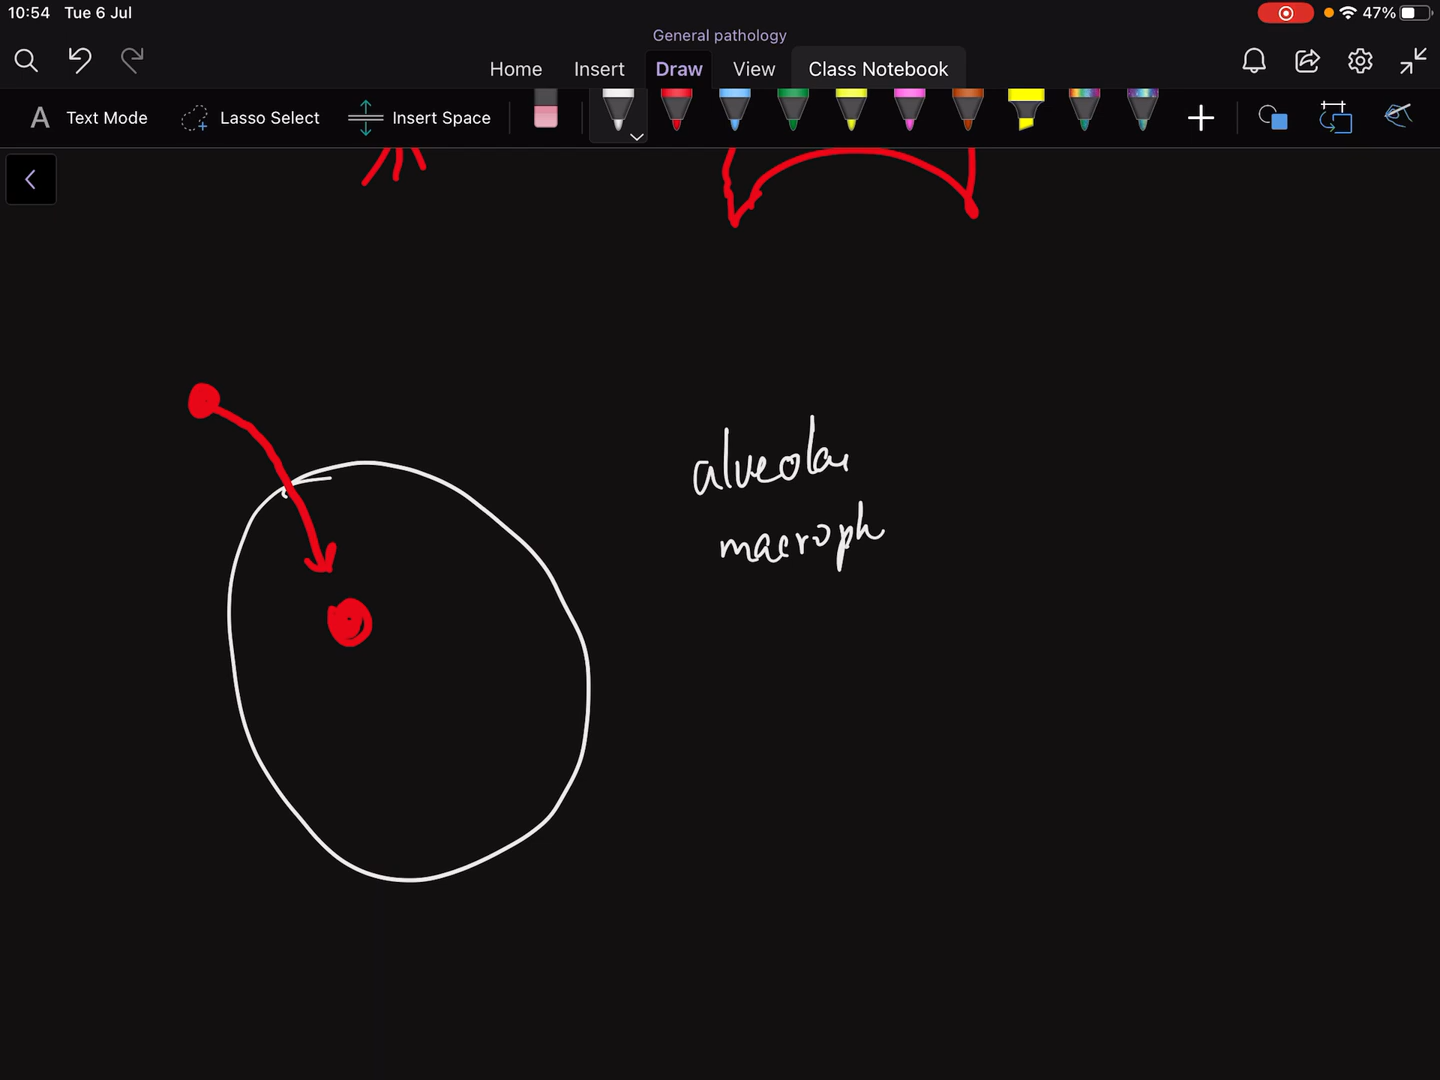 10:54 Tue 6 Jul 47%
General pathology
Home Insert Draw View Class Notebook
A Text Mode Lasso Select Insert Space
alveolar
macroph